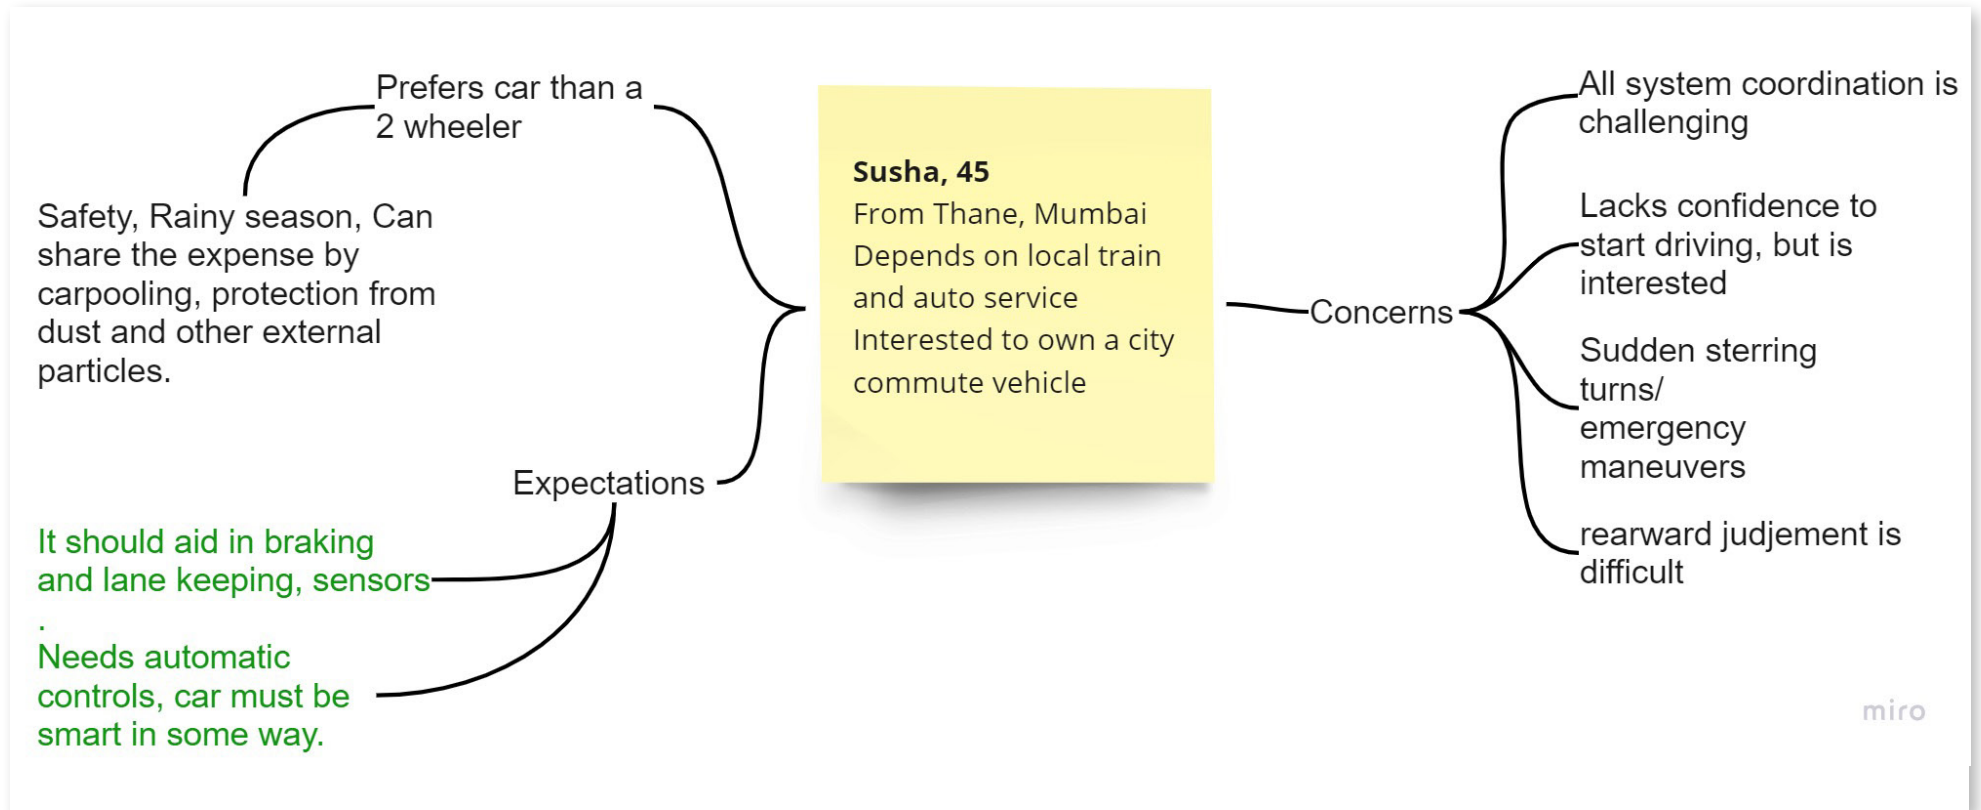 Prefers car than a
2 wheeler
Safety, Rainy season, Can
share the expense by
carpooling, protection from
dust and other external
particles.
Expectations
It should aid in braking
and lane keeping, sensors
.
Needs automatic
controls, car must be
smart in some way.
Susha, 45
From Thane, Mumbai
Depends on local train
and auto service
Interested to own a city
commute vehicle
Concerns
All system coordination is
challenging
Lacks confidence to
start driving, but is
interested
Sudden sterring
turns/
emergency
maneuvers
rearward judjement is
difficult
miro